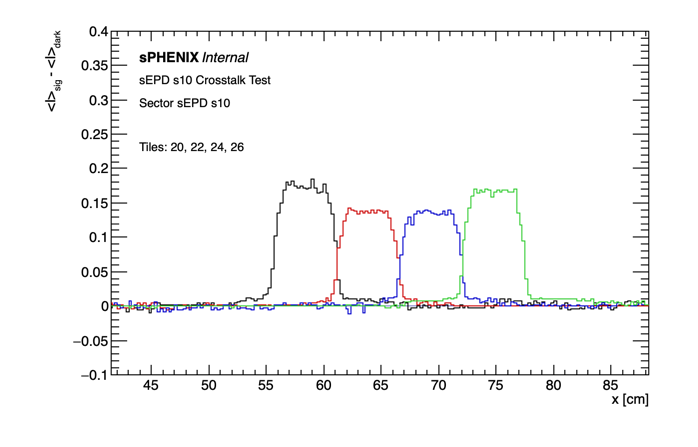 0.4
<I>sig - <I>dark
0.35
sPHENIX Internal
sEPD s10 Crosstalk Test
0.3
Sector sEPD s10
0.25
Tiles: 20, 22, 24, 26
0.2
0.15
0.1
0.05
0
−0.05
−0.1
45 50 55 60 65 70 75 80 85
x [cm]